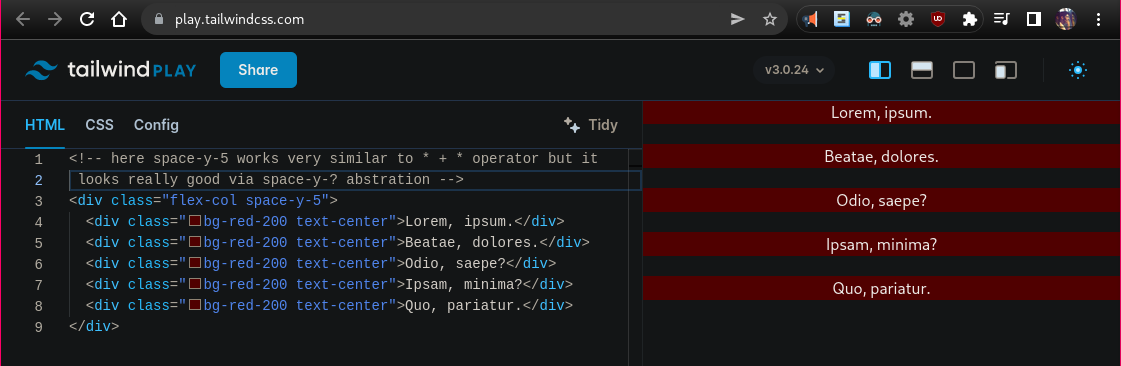 play.tailwindcss.com
tailwind PLAY
Share
v3.0.24
HTML CSS Config
Tidy
1 <!-- here space-y-5 works very similar to * + * operator but it
2 looks really good via space-y-? abstration -->
3 <div class="flex-col space-y-5">
4 <div class="bg-red-200 text-center">Lorem, ipsum.</div>
5 <div class="bg-red-200 text-center">Beatae, dolores.</div>
6 <div class="bg-red-200 text-center">Odio, saepe?</div>
7 <div class="bg-red-200 text-center">Ipsam, minima?</div>
8 <div class="bg-red-200 text-center">Quo, pariatur.</div>
9 </div>
Lorem, ipsum.
Beatae, dolores.
Odio, saepe?
Ipsam, minima?
Quo, pariatur.